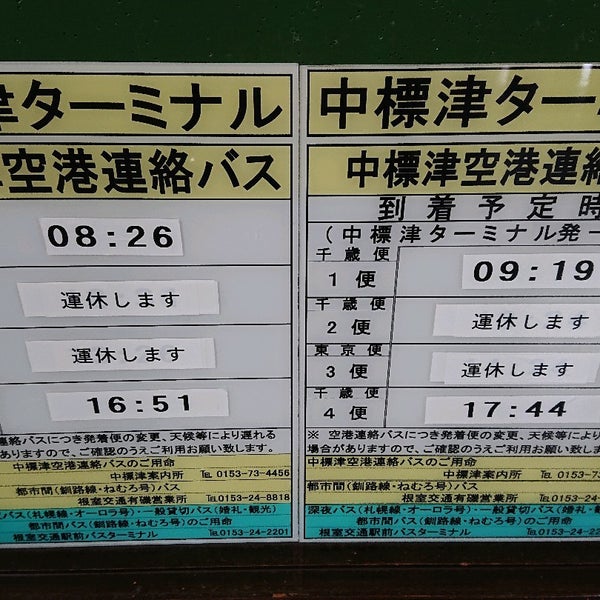 津ターミナル
空港連絡バス
08:26
運休します
運休します
16:51
連絡バスにつき発着便の変更、天候等により遅れる
ありますので、ご確認のうえご利用お願い致します。
中標津空港連絡バスのご用命
中標津案内所 TEL 0153-73-4456
都市間(釧路線・ねむろ号)バス
根室交通有磯営業所 TEL 0153-24-8818
夜バス(札幌線・オーロラ号)・一般貸切バス(婚礼・観光)
都市間バス(釧路線・ねむろ号)のご用命
根室交通駅前バスターミナル TEL0153-24-2201
中標津ター
中標津空港連絡
到着予定時
(中標津ターミナル発ー
千歳便
1便
09:19
千歳便
2便
運休します
東京便
3便
運休します
千歳便
4便
17:44
※ 空港連絡バスにつき発着便の変更、天候等によ
場合がありますので、ご確認のうえご利用お願い致
中標津空港連絡バスのご用命
中標津案内所 TEL 0153-7
都市間(釧路線・ねむろ号)バス
根室交通有磯営業所 TEL 0153-24
深夜バス(札幌線・オーロラ号)・一般貸切バス(婚礼・
都市間バス(釧路線・ねむろ号)のご用命
根室交通駅前バスターミナル TEL0153-24-2